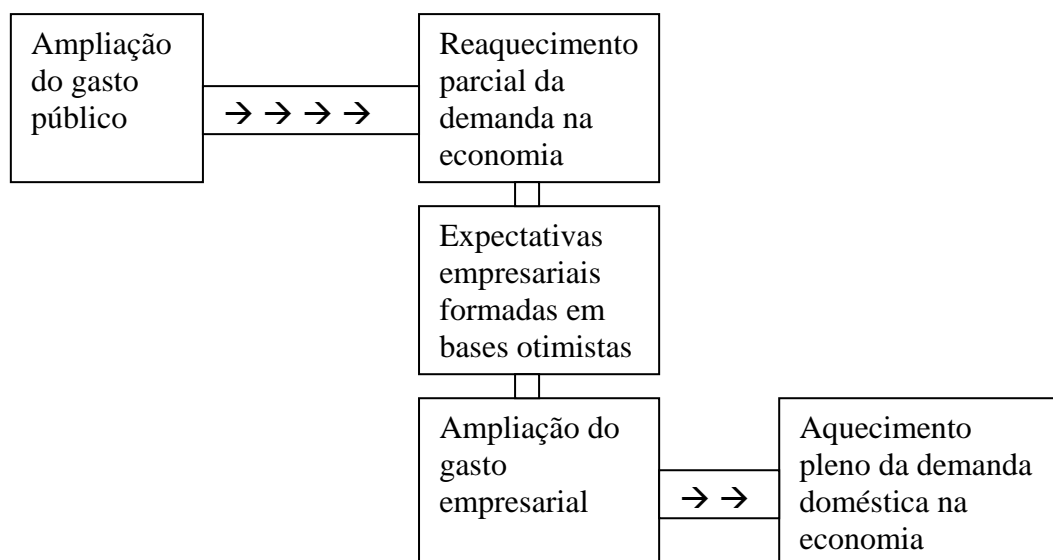 Ampliação
do gasto
público
→ → → →
Reaquecimento
parcial da
demanda na
economia
Expectativas
empresariais
formadas em
bases otimistas
Ampliação do
gasto
empresarial
→ →
Aquecimento
pleno da demanda
doméstica na
economia